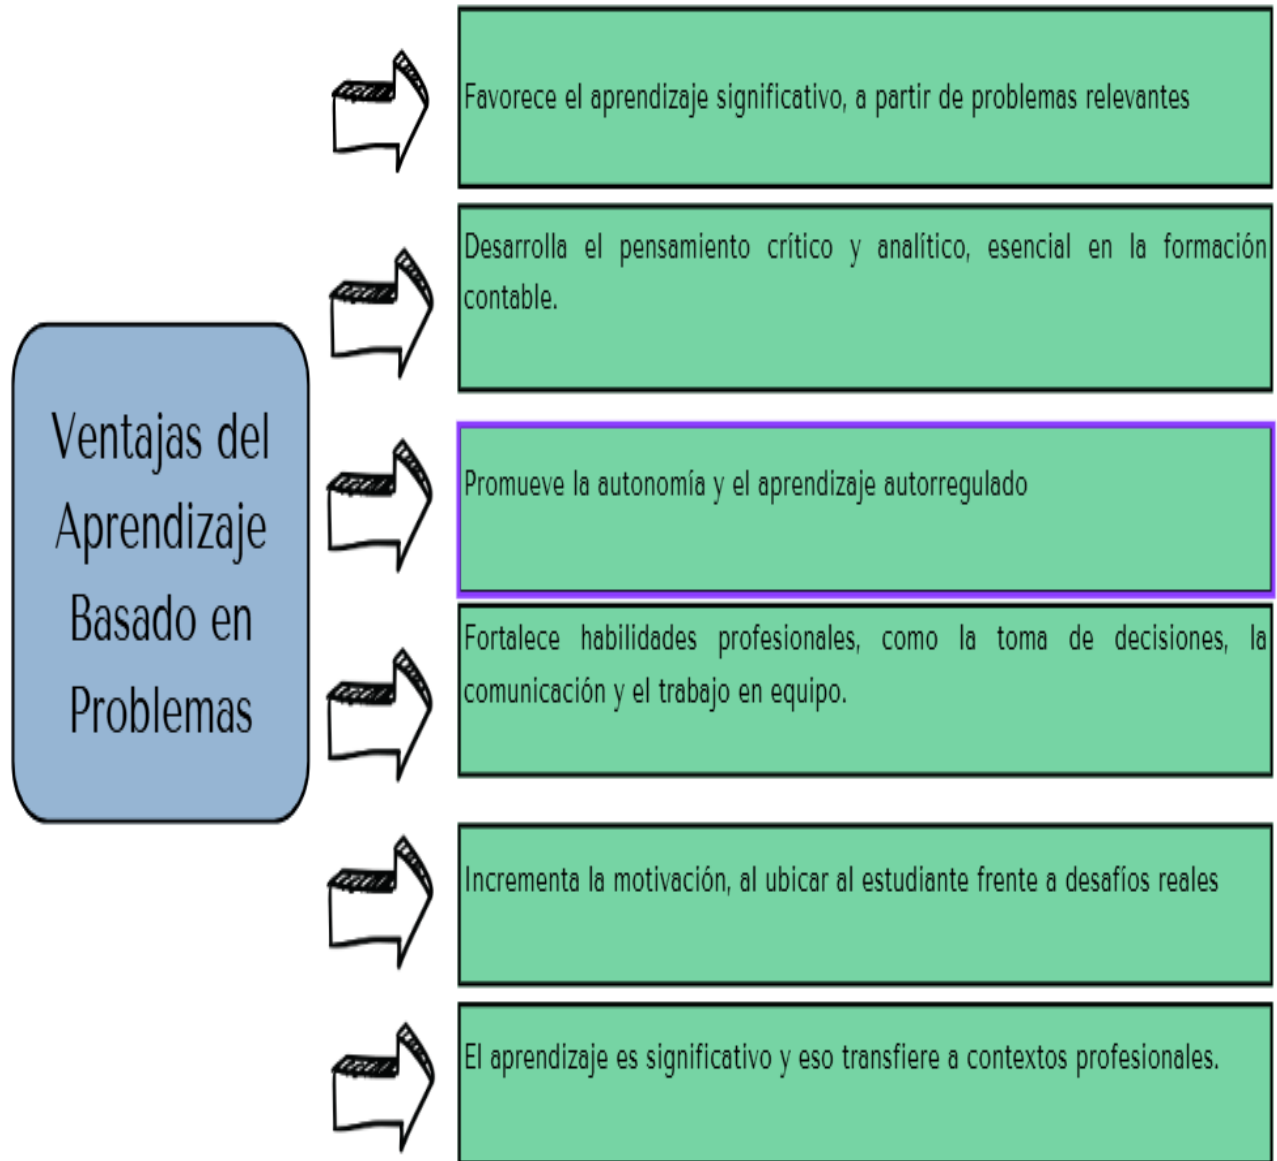 Ventajas del
Aprendizaje
Basado en
Problemas
Favorece el aprendizaje significativo, a partir de problemas relevantes
Desarrolla el pensamiento crítico y analítico, esencial en la formación
contable.
Promueve la autonomía y el aprendizaje autorregulado
Fortalece habilidades profesionales, como la toma de decisiones, la
comunicación y el trabajo en equipo.
Incrementa la motivación, al ubicar al estudiante frente a desafíos reales
El aprendizaje es significativo y eso transfiere a contextos profesionales.